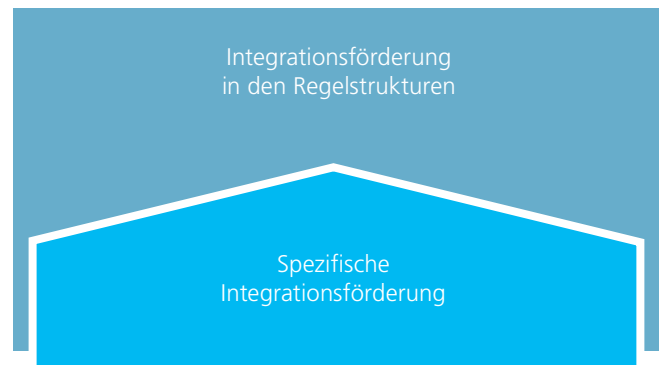 Integrationsförderung
in den Regelstrukturen
Spezifische
Integrationsförderung